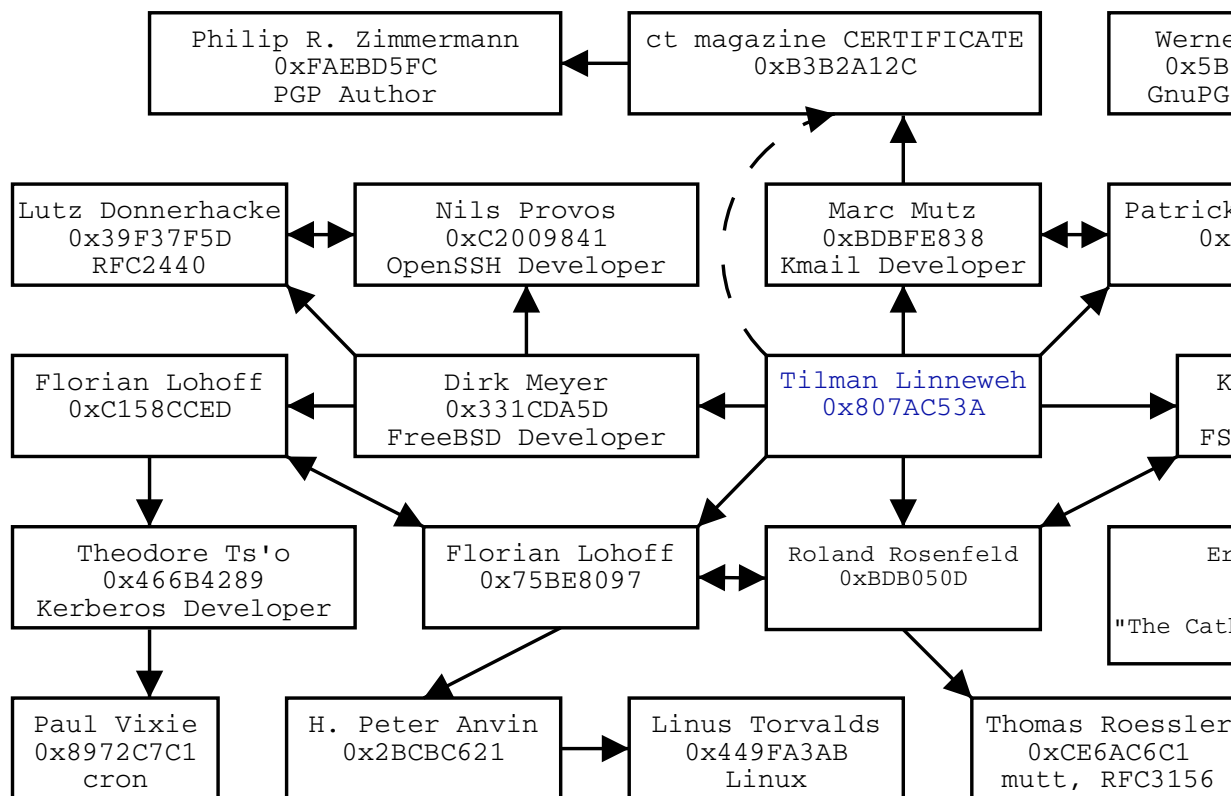 Philip R. Zimmermann
0xFAEBD5FC
PGP Author
ct magazine CERTIFICATE
0xB3B2A12C
Lutz Donnerhacke
0x39F37F5D
RFC2440
Nils Provos
0xC2009841
OpenSSH Developer
Marc Mutz
0xBDBFE838
Kmail Developer
Patrick
Florian Lohoff
0xC158CCED
Dirk Meyer
0x331CDA5D
FreeBSD Developer
Tilman Linneweh
0x807AC53A
Theodore Ts'o
0x466B4289
Kerberos Developer
Florian Lohoff
0x75BE8097
Roland Rosenfeld
0xBDB050D
"The
Paul Vixie
0x8972C7C1
cron
H. Peter Anvin
0x2BCBC621
Linus Torvalds
0x449FA3AB
Linux
Thomas Roessler
0xCE6AC6C1
mutt, RFC3156